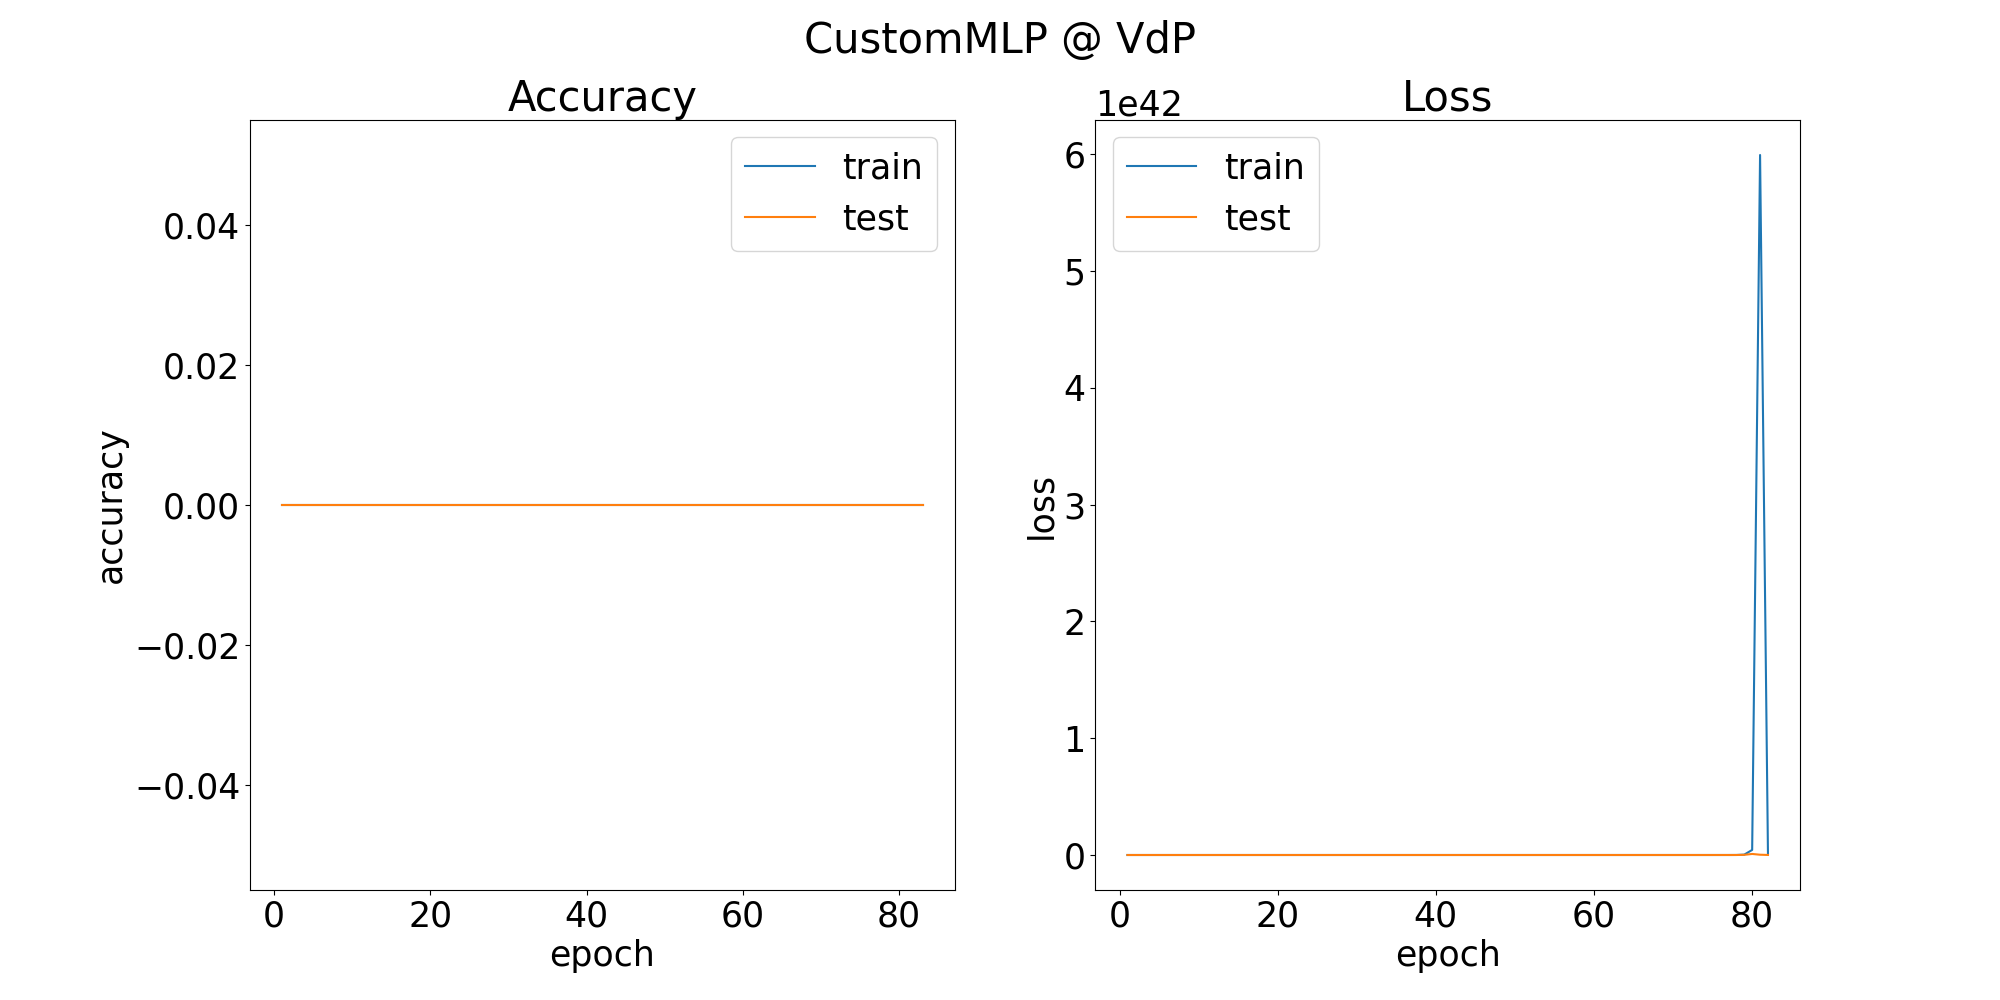 CustomMLP @ VdP
Accuracy
train
test
0.04
0.02
0.00
−0.02
−0.04
accuracy
0 20 40 60 80
epoch
Loss
1e42
train
test
6
5
4
3
2
1
0
loss
0 20 40 60 80
epoch